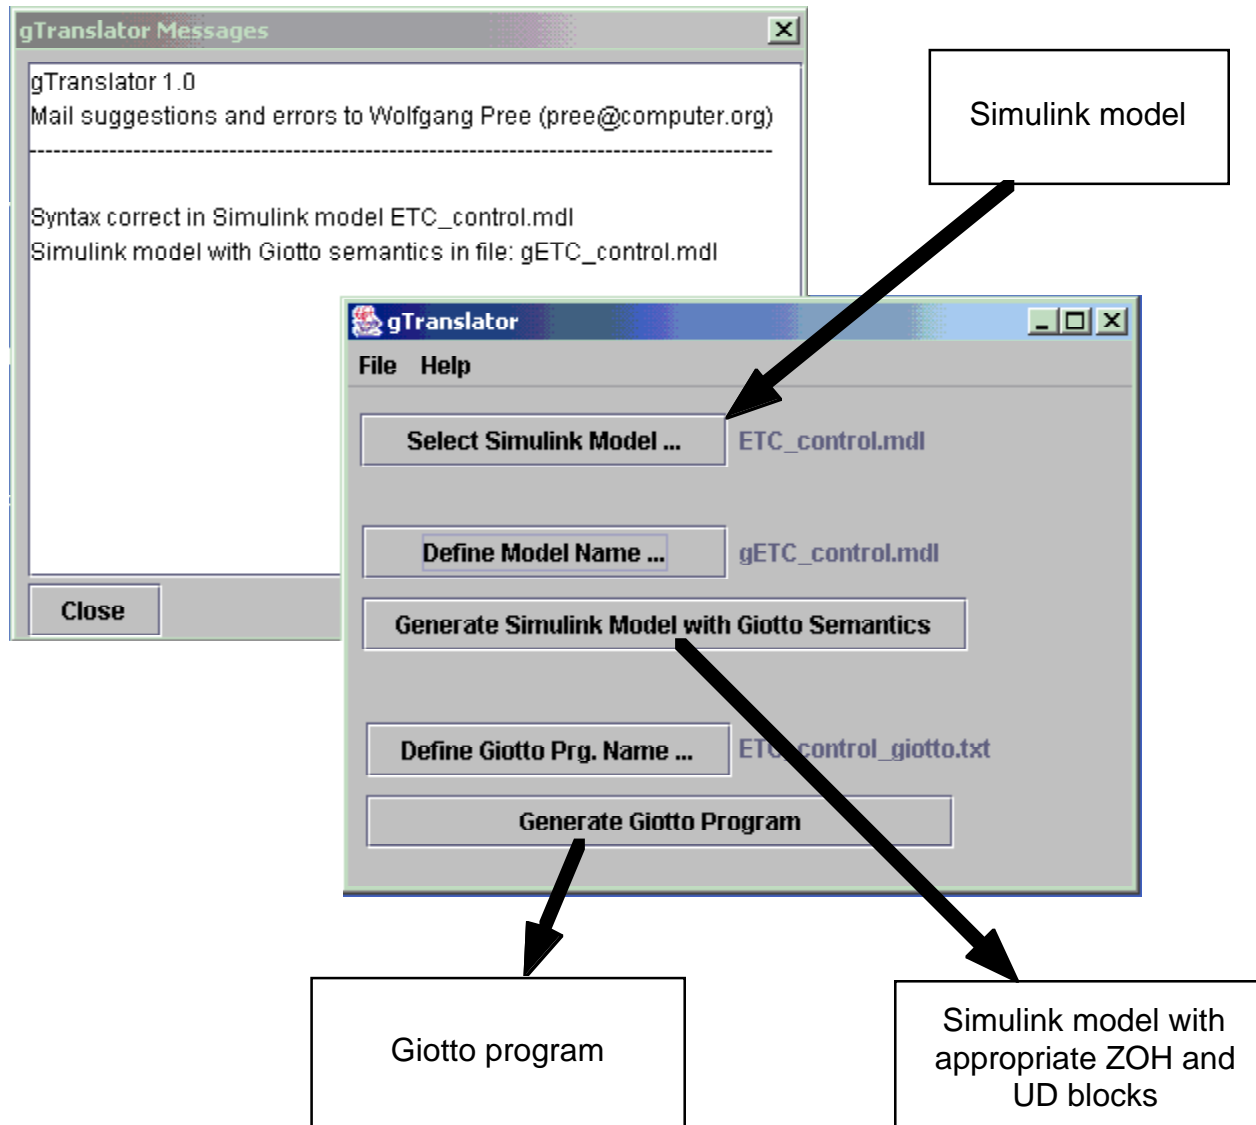 gTranslator Messages
gTranslator 1.0
Mail suggestions and errors to Wolfgang Pree (pree@computer.org)
Syntax correct in Simulink model ETC_control.mdl
Simulink model with Giotto semantics in file: gETC_control.mdl
Close
Simulink model
gTranslator
File Help
Select Simulink Model ... ETC_control.mdl
Define Model Name ... gETC_control.mdl
Generate Simulink Model with Giotto Semantics
Define Giotto Prg. Name ... ETC_control_giotto.txt
Generate Giotto Program
Giotto program
Simulink model with
appropriate ZOH and
UD blocks